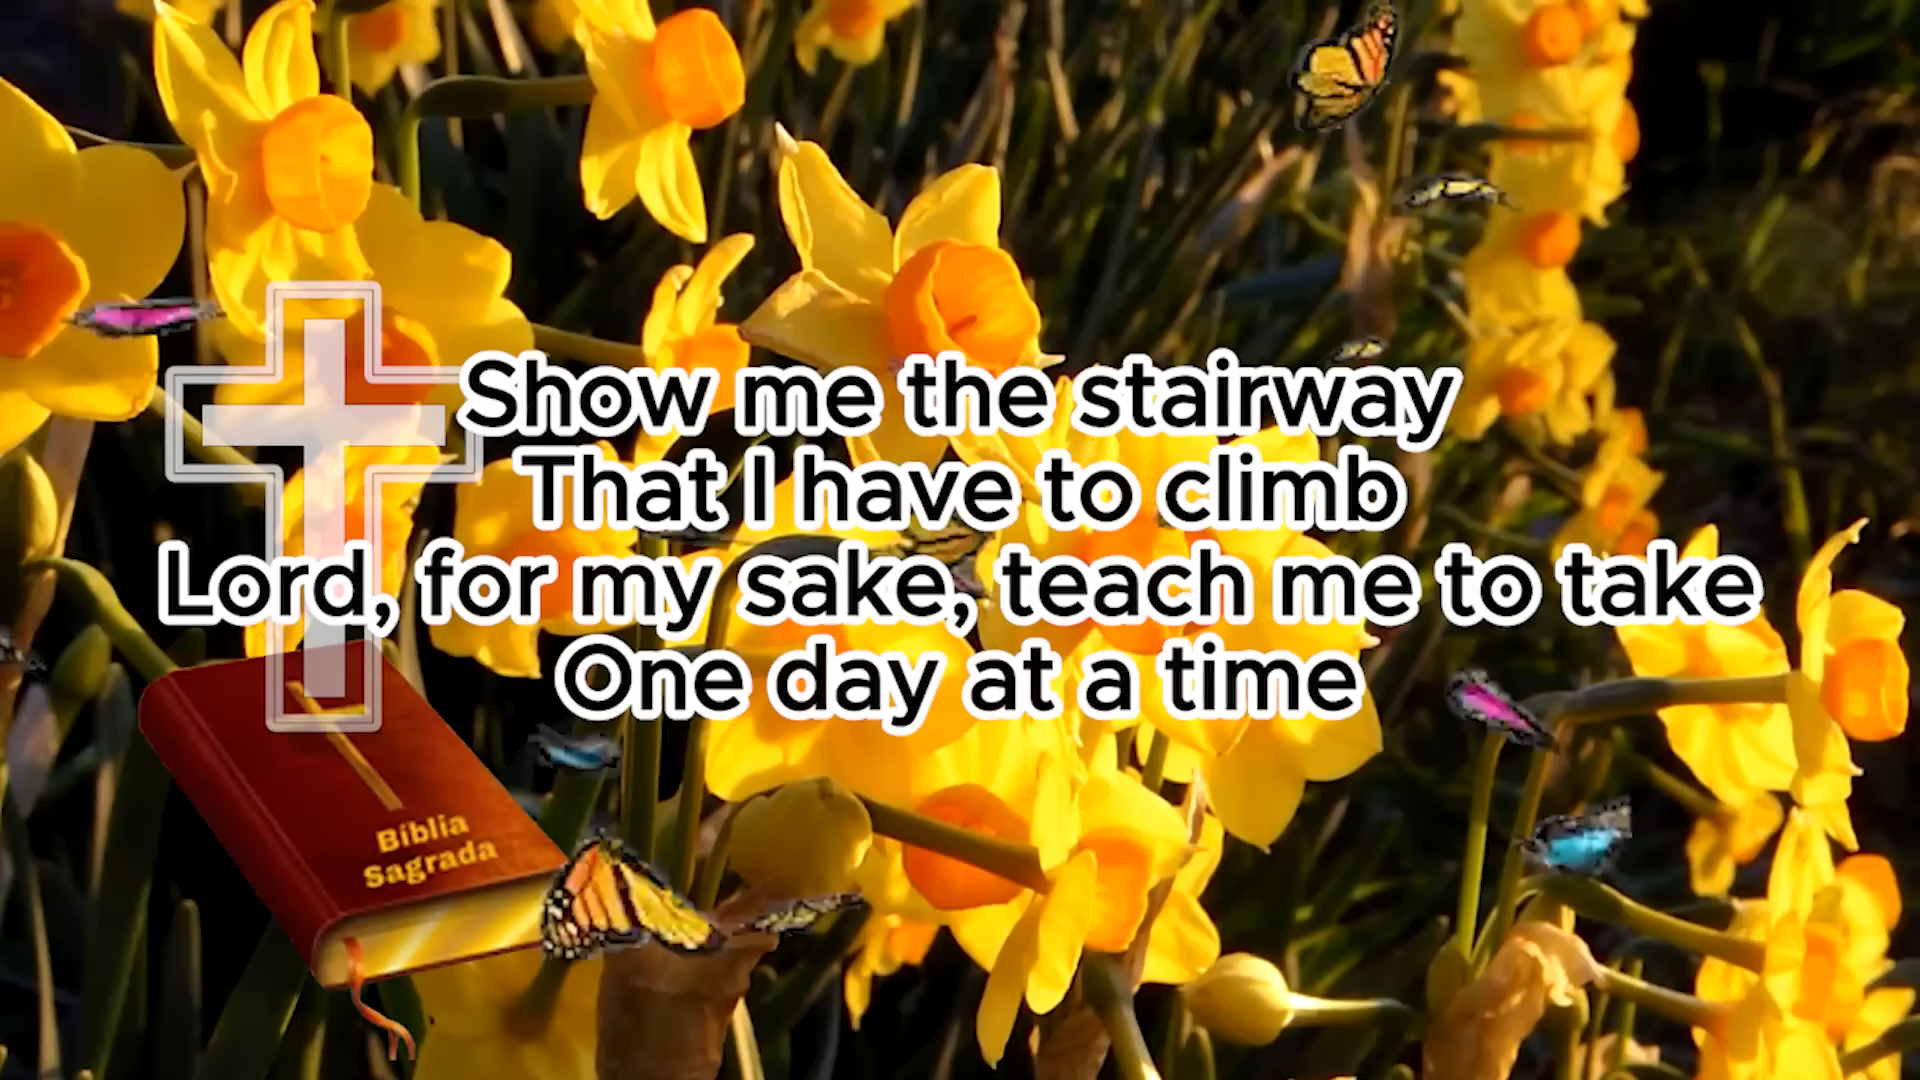 Show me the stairway
That I have to climb
Lord, for my sake, teach me to take
One day at a time
Bíblia
Sagrada